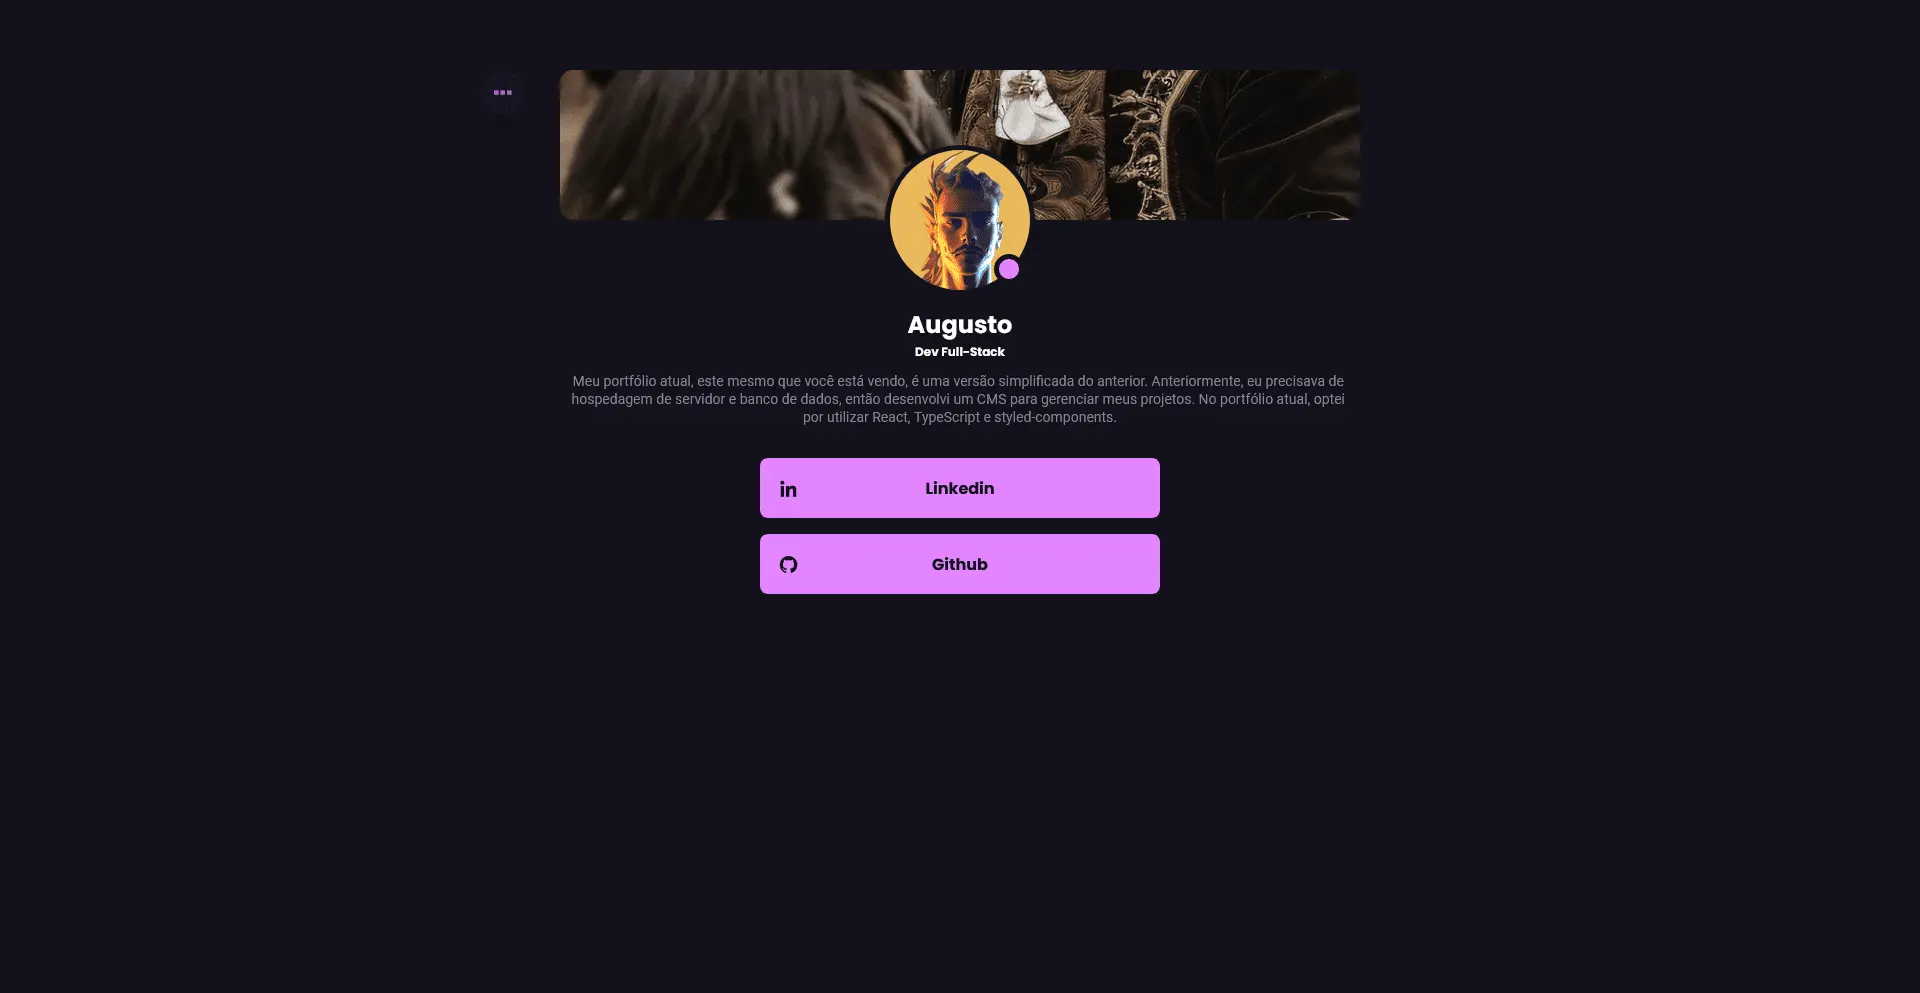 Augusto
Dev Full-Stack
Meu portfólio atual, este mesmo que você está vendo, é uma versão simplificada do anterior. Anteriormente, eu precisava de
hospedagem de servidor e banco de dados, então desenvolvi um CMS para gerenciar meus projetos. No portfólio atual, optei
por utilizar React, TypeScript e styled-components.
in Linkedin
Github